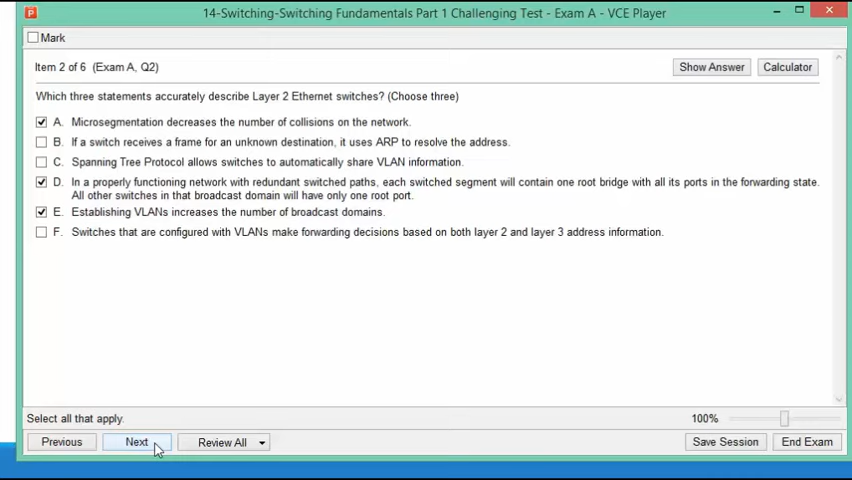 14-Switching-Switching Fundamentals Part 1 Challenging Test - Exam A - VCE Player
Mark
Item 2 of 6 (Exam A, Q2)
Show Answer
Calculator
Which three statements accurately describe Layer 2 Ethernet switches? (Choose three)
A. Microsegmentation decreases the number of collisions on the network.
B. If a switch receives a frame for an unknown destination, it uses ARP to resolve the address.
C. Spanning Tree Protocol allows switches to automatically share VLAN information.
D. In a properly functioning network with redundant switched paths, each switched segment will contain one root bridge with all its ports in the forwarding state.
All other switches in that broadcast domain will have only one root port.
E. Establishing VLANs increases the number of broadcast domains.
F. Switches that are configured with VLANs make forwarding decisions based on both layer 2 and layer 3 address information.
Select all that apply.
100%
Previous
Next
Review All
Save Session
End Exam